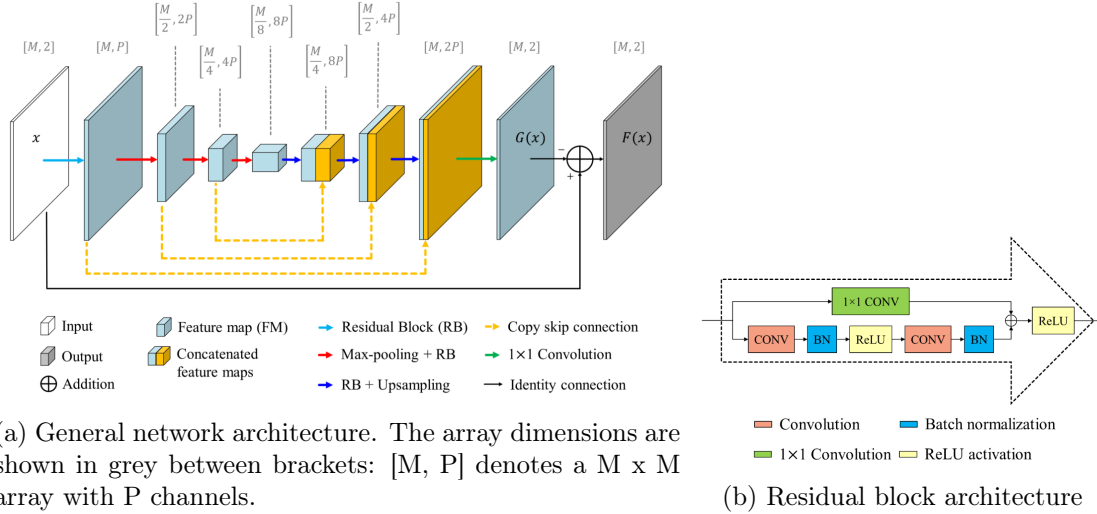 [M, 2]
[M, P]
[M/2, 2P]
[M/4, 4P]
[M/8, 8P]
[M/4, 8P]
[M/2, 4P]
[M, 2P]
[M, 2]
[M, 2]
x
G(x)
−
+
F(x)
Input
Feature map (FM)
Residual Block (RB)
Copy skip connection
Output
Concatenated
feature maps
Max-pooling + RB
1×1 Convolution
Addition
RB + Upsampling
Identity connection
(a) General network architecture. The array dimensions are
shown in grey between brackets: [M, P] denotes a M x M
array with P channels.
1×1 CONV
CONV
BN
ReLU
CONV
BN
ReLU
Convolution
Batch normalization
1×1 Convolution
ReLU activation
(b) Residual block architecture